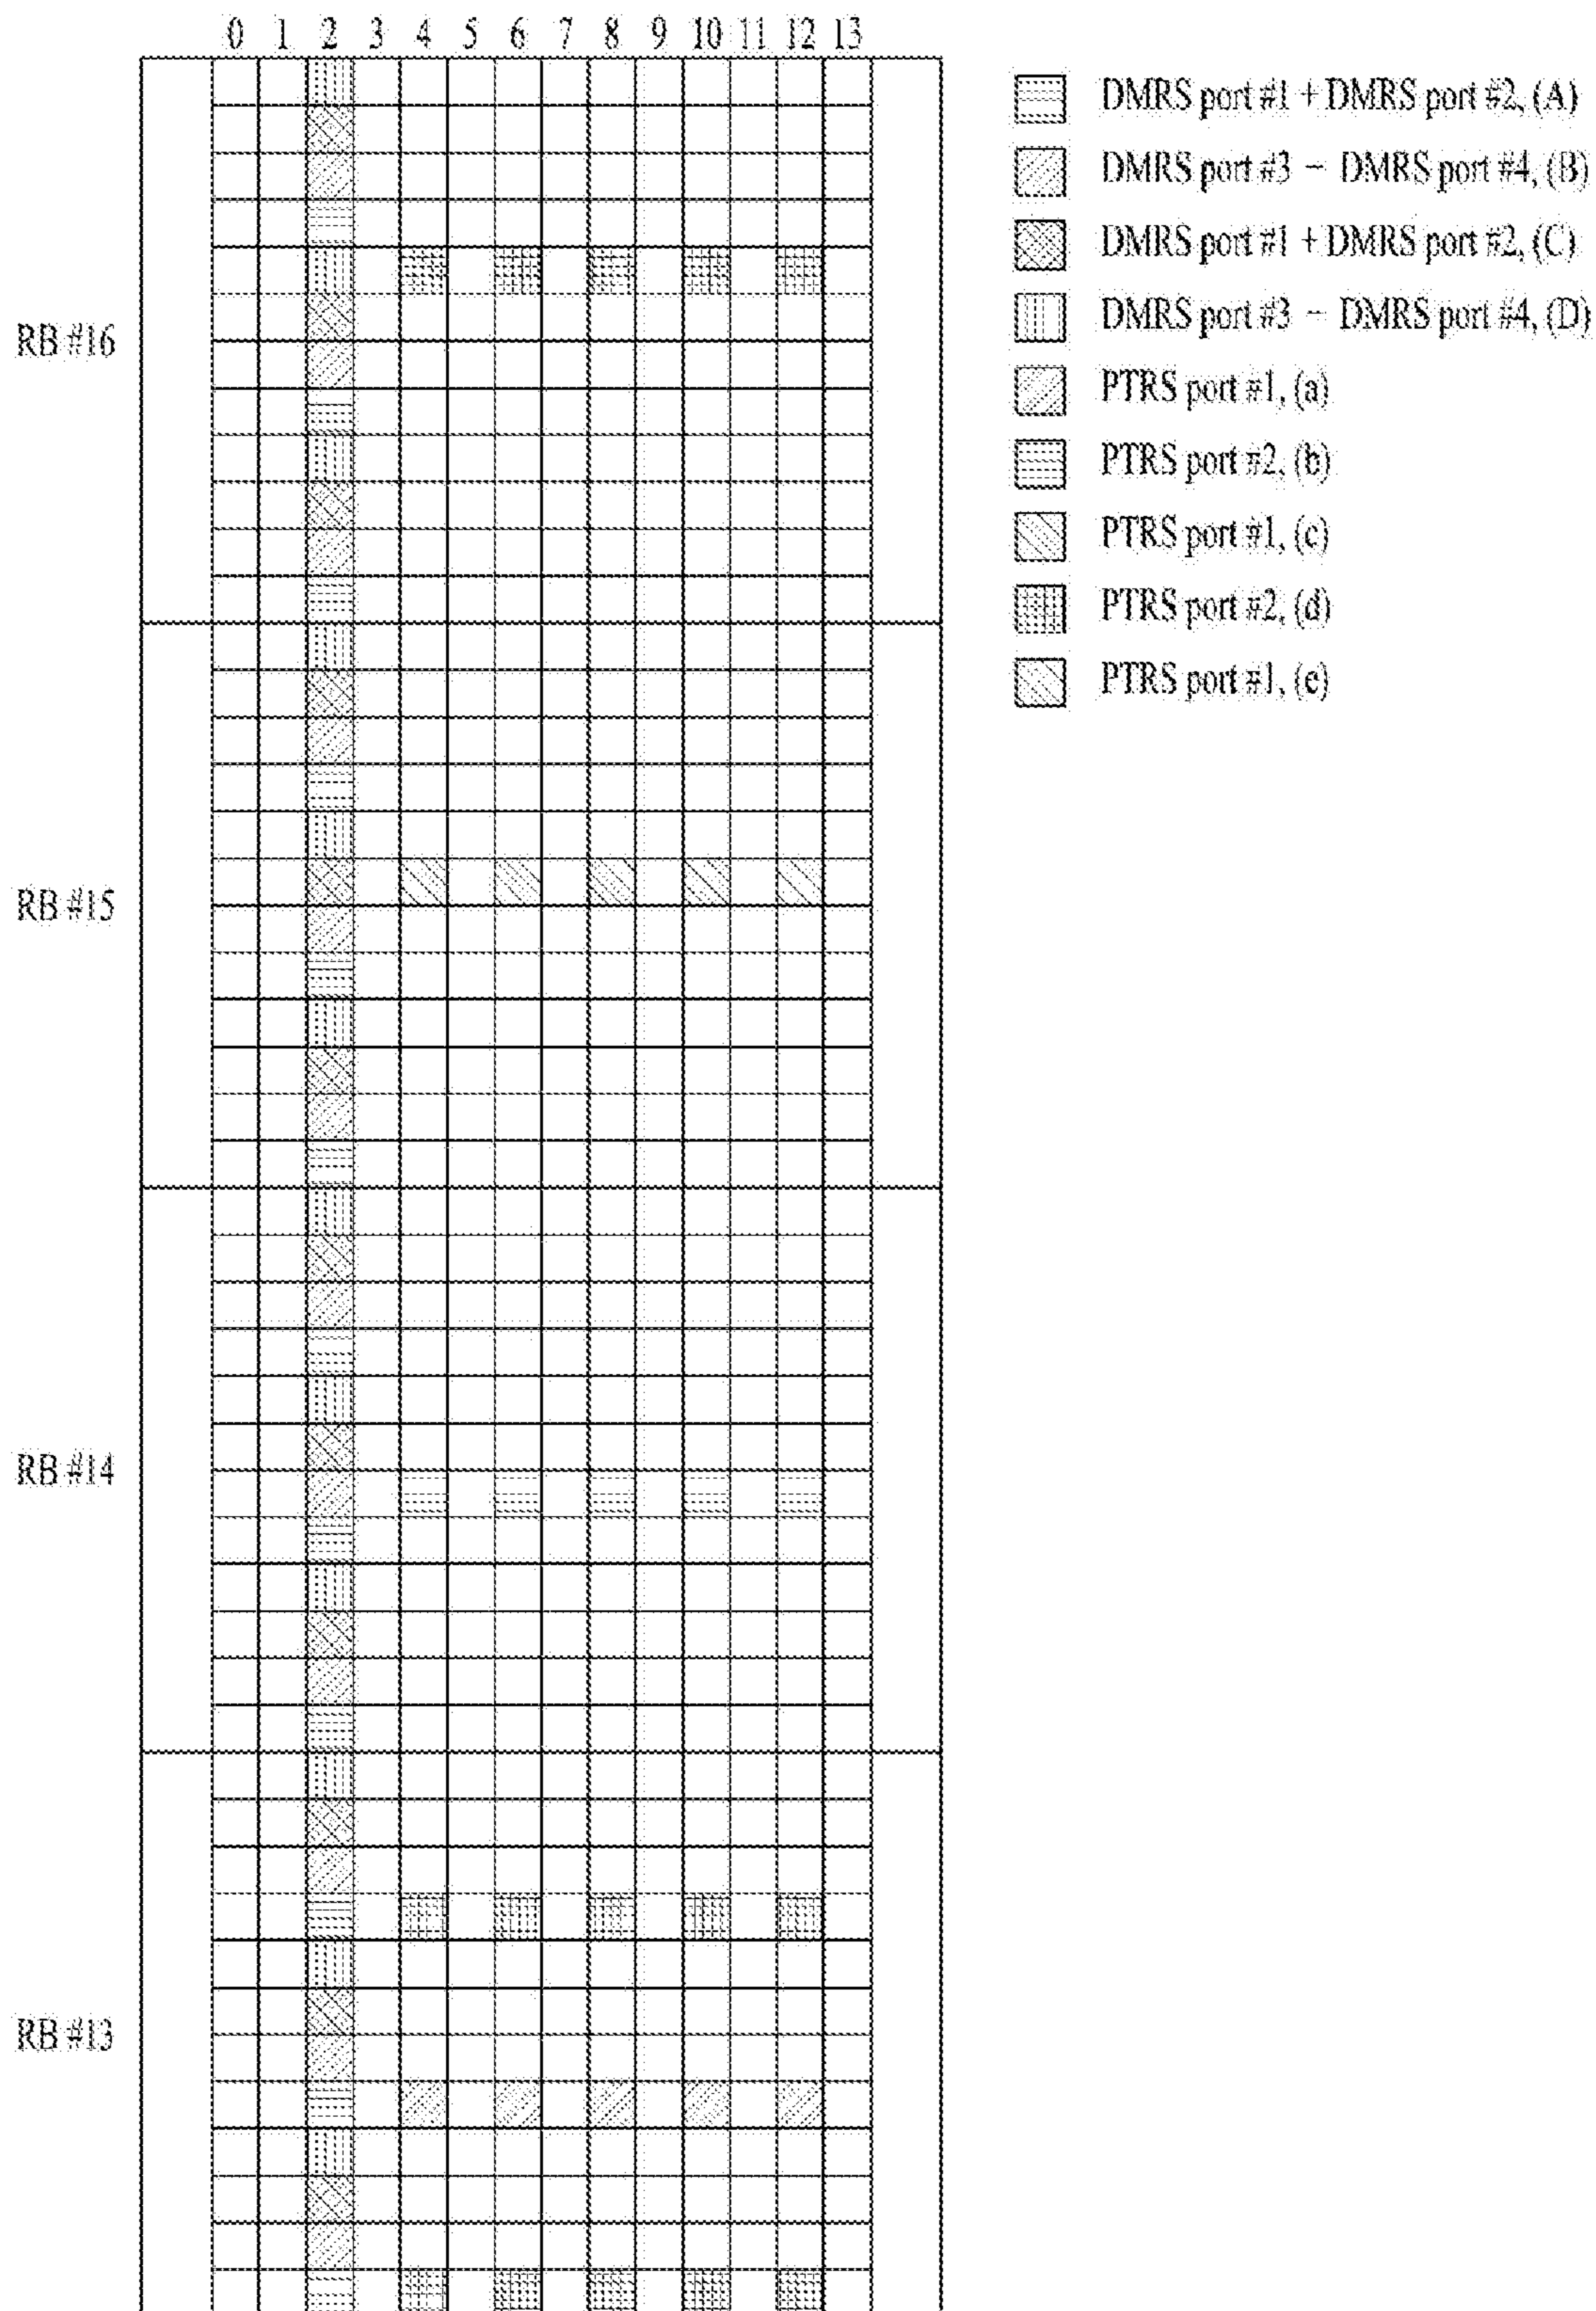 0 1 2 3 4 5 6 7 8 9 10 11 12 13
DMRS port #1 + DMRS port #2, (A)
DMRS port #3 − DMRS port #4, (B)
DMRS port #1 + DMRS port #2, (C)
DMRS port #3 − DMRS port #4, (D)
PTRS port #1, (a)
PTRS port #2, (b)
PTRS port #1, (c)
PTRS port #2, (d)
PTRS port #1, (e)
RB #16
RB #15
RB #14
RB #13